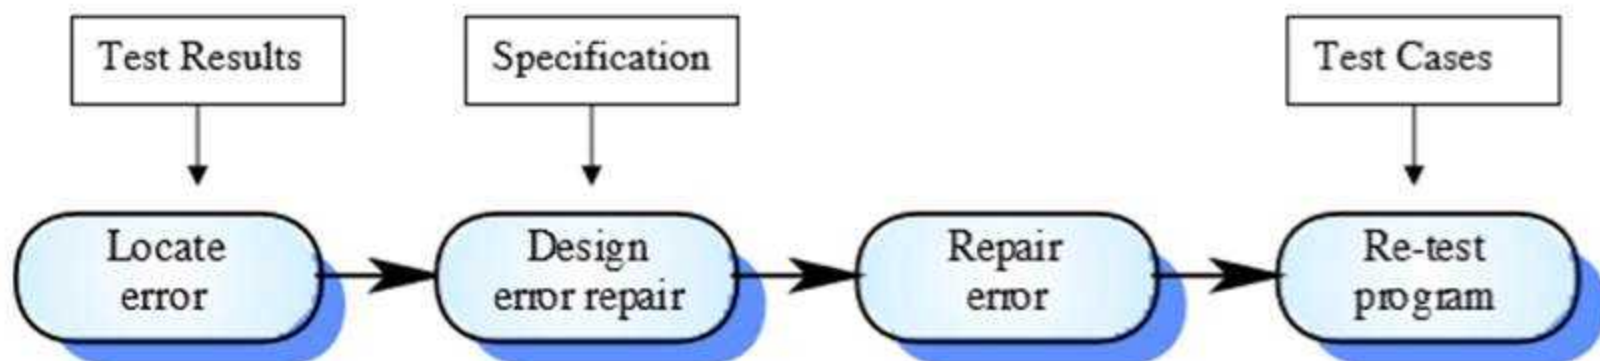 Test Results
Specification
Test Cases
Locate
error
Design
error repair
Repair
error
Re-test
program